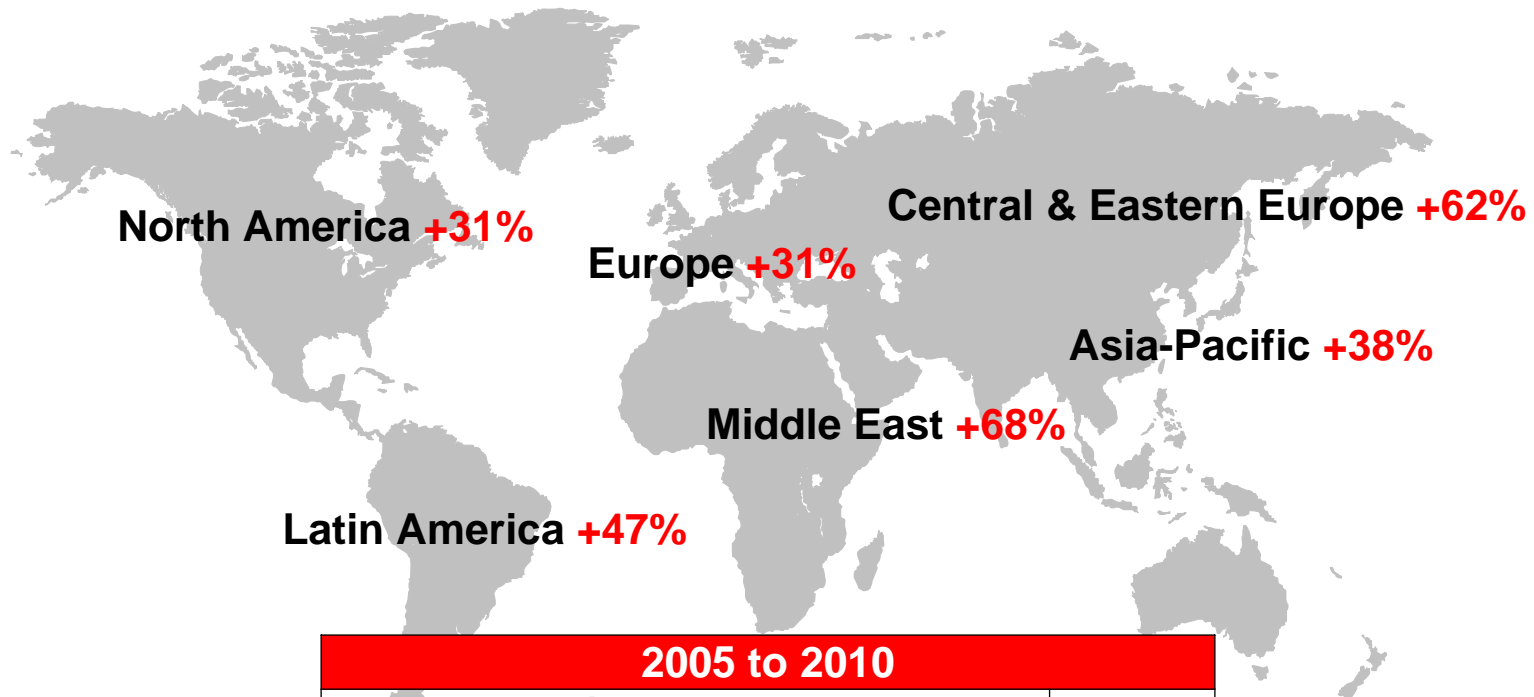 Central & Eastern Europe +62%
North America +31%
Europe +31%
Asia-Pacific +38%
Middle East +68%
Latin America +47%
2005 to 2010